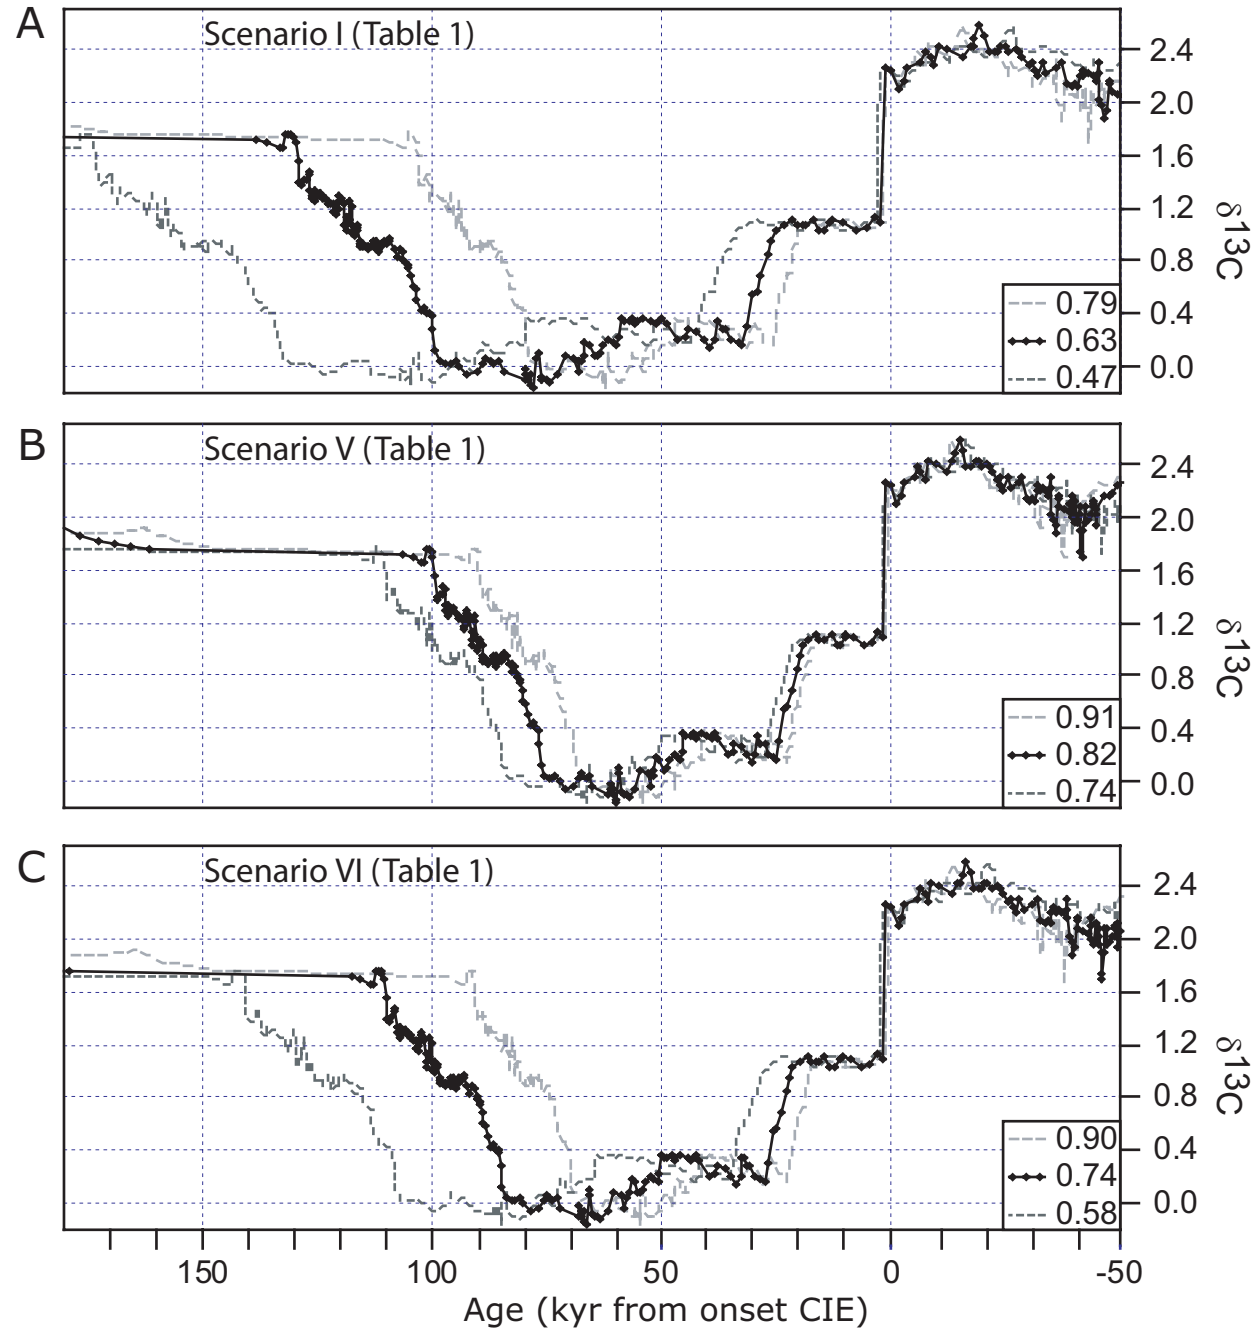 A
Scenario I (Table 1)
2.4
2.0
1.6
1.2
0.8
0.4
0.0
δ13C
0.79
0.63
0.47
B
Scenario V (Table 1)
2.4
2.0
1.6
1.2
0.8
0.4
0.0
δ13C
0.91
0.82
0.74
C
Scenario VI (Table 1)
2.4
2.0
1.6
1.2
0.8
0.4
0.0
δ13C
0.90
0.74
0.58
150 100 50 0 -50
Age (kyr from onset CIE)